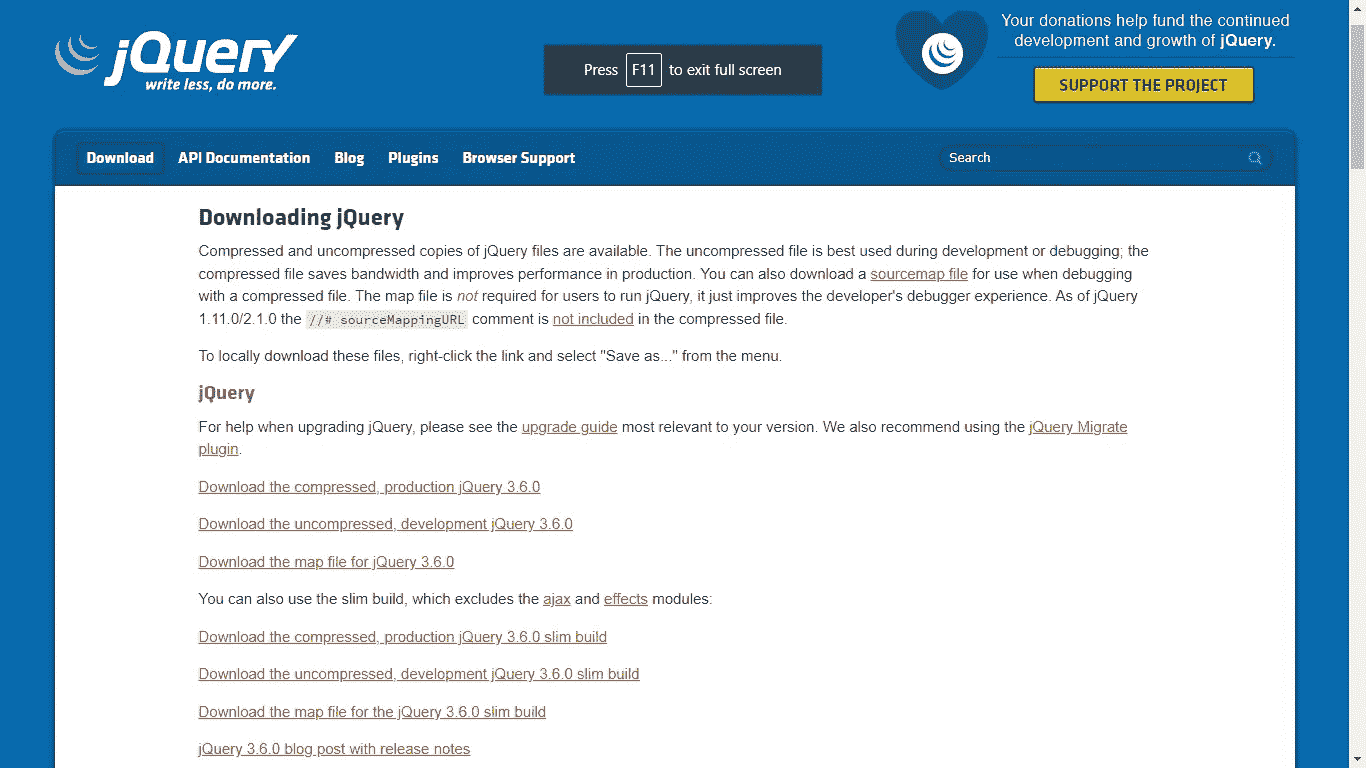 jQuery
write less, do more.
Press F11 to exit full screen
Your donations help fund the continued
development and growth of jQuery.
SUPPORT THE PROJECT
Download API Documentation Blog Plugins Browser Support Search
Downloading jQuery
Compressed and uncompressed copies of jQuery files are available. The uncompressed file is best used during development or debugging; the
compressed file saves bandwidth and improves performance in production. You can also download a sourcemap file for use when debugging
with a compressed file. The map file is not required for users to run jQuery, it just improves the developer's debugger experience. As of jQuery
1.11.0/2.1.0 the //# sourceMappingURL comment is not included in the compressed file.
To locally download these files, right-click the link and select "Save as..." from the menu.
jQuery
For help when upgrading jQuery, please see the upgrade guide most relevant to your version. We also recommend using the jQuery Migrate
plugin.
Download the compressed, production jQuery 3.6.0
Download the uncompressed, development jQuery 3.6.0
Download the map file for jQuery 3.6.0
You can also use the slim build, which excludes the ajax and effects modules:
Download the compressed, production jQuery 3.6.0 slim build
Download the uncompressed, development jQuery 3.6.0 slim build
Download the map file for the jQuery 3.6.0 slim build
jQuery 3.6.0 blog post with release notes